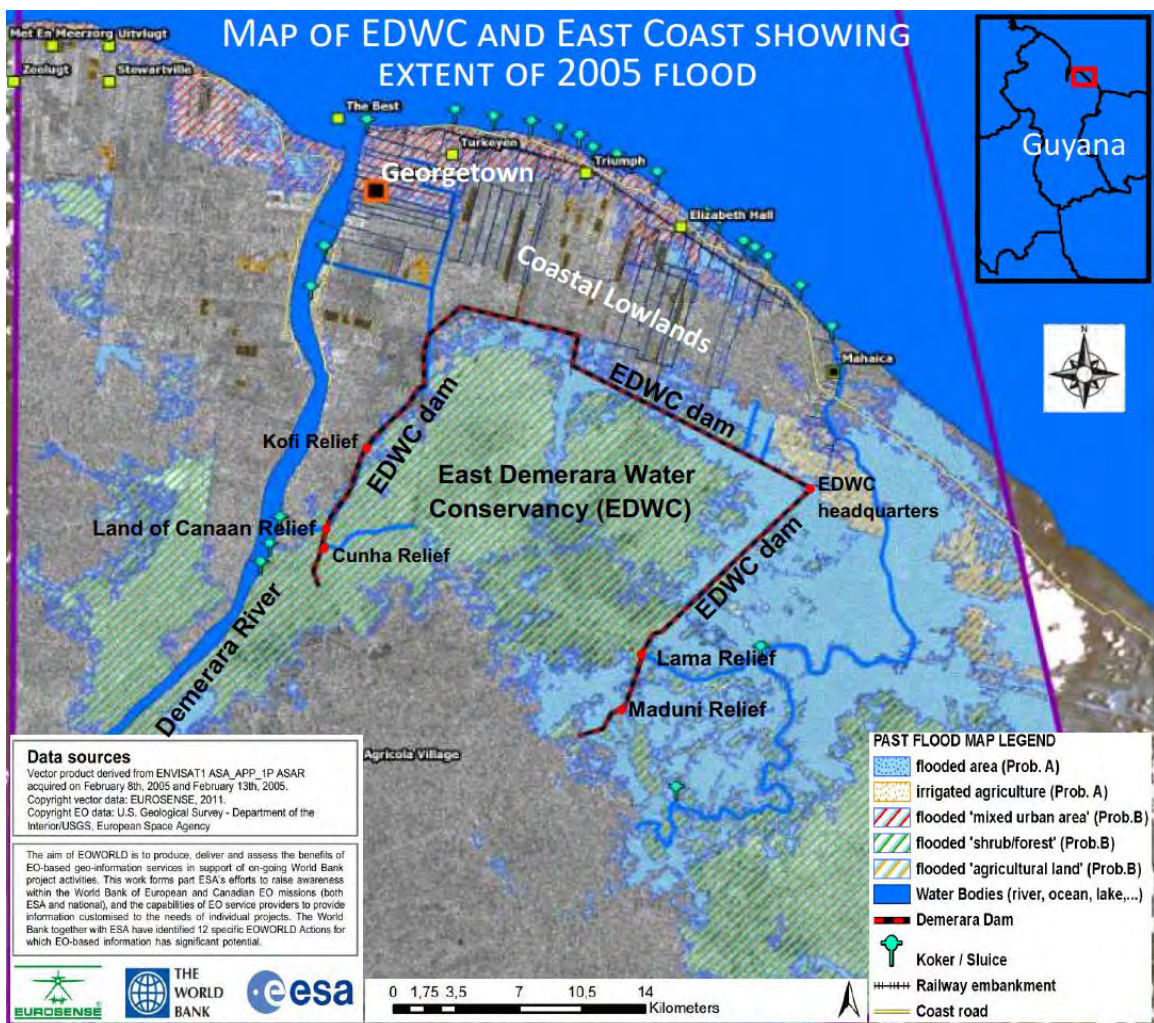 MAP OF EDWC AND EAST COAST SHOWING
EXTENT OF 2005 FLOOD
Met En Meerzorg
Uitvlugt
Zeelugt
Stewartville
The Best
Turkeyen
Triumph
Georgetown
Elizabeth Hall
Guyana
Coastal Lowlands
Mahaica
N
EDWC dam
EDWC dam
Kofi Relief
East Demerara Water
Conservancy (EDWC)
EDWC
headquarters
Land of Canaan Relief
Cunha Relief
EDWC dam
Demerara River
Lama Relief
Maduni Relief
Agricola Village
Data sources
Vector product derived from ENVISAT1 ASA_APP_1P ASAR
acquired on February 8th, 2005 and February 13th, 2005.
Copyright vector data: EUROSENSE, 2011.
Copyright EO data: U.S. Geological Survey - Department of the
Interior/USGS, European Space Agency
The aim of EOWORLD is to produce, deliver and assess the benefits of
EO-based geo-information services in support of on-going World Bank
project activities. This work forms part ESA's efforts to raise awareness
within the World Bank of European and Canadian EO missions (both
ESA and national), and the capabilities of EO service providers to provide
information customised to the needs of individual projects. The World
Bank together with ESA have identified 12 specific EOWORLD Actions for
which EO-based information has significant potential.
EUROSENSE
THE
WORLD
BANK
esa
0 1,75 3,5 7 10,5 14
Kilometers
PAST FLOOD MAP LEGEND
flooded area (Prob. A)
irrigated agriculture (Prob. A)
flooded 'mixed urban area' (Prob.B)
flooded 'shrub/forest' (Prob.B)
flooded 'agricultural land' (Prob.B)
Water Bodies (river, ocean, lake,...)
Demerara Dam
Koker / Sluice
Railway embankment
Coast road